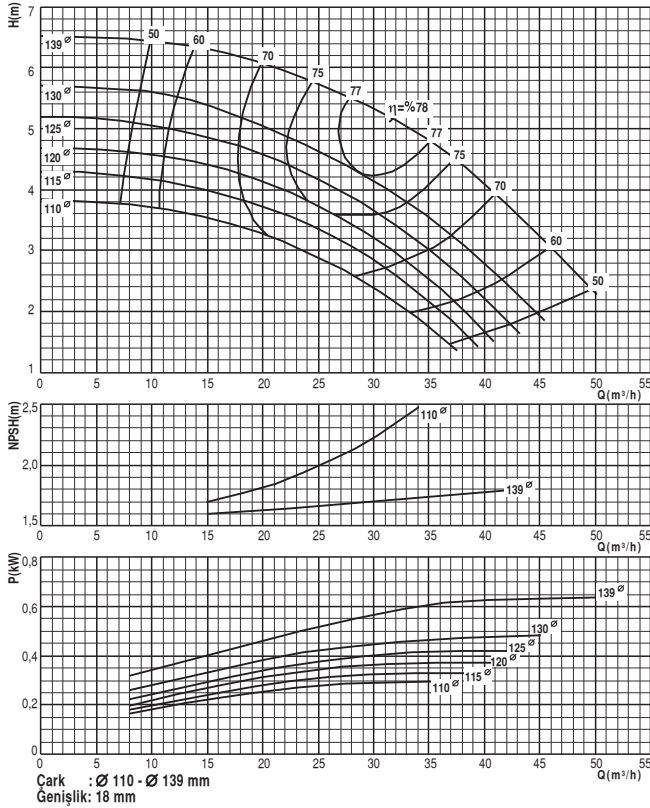 H(m)
7
6
5
4
3
2
1
139 ø
130 ø
125 ø
120 ø
115 ø
110 ø
50
60
70
75
77
η=%78
77
75
70
60
50
0 5 10 15 20 25 30 35 40 45 50 55
Q(m³/h)
NPSH(m)
2,5
2,0
1,5
110 ø
139 ø
0 5 10 15 20 25 30 35 40 45 50 55
Q(m³/h)
P(kW)
0,8
0,6
0,4
0,2
0
139 ø
130 ø
125 ø
120 ø
115 ø
110 ø
0 5 10 15 20 25 30 35 40 45 50 55
Q(m³/h)
Çark : Ø 110 - Ø 139 mm
Genişlik: 18 mm